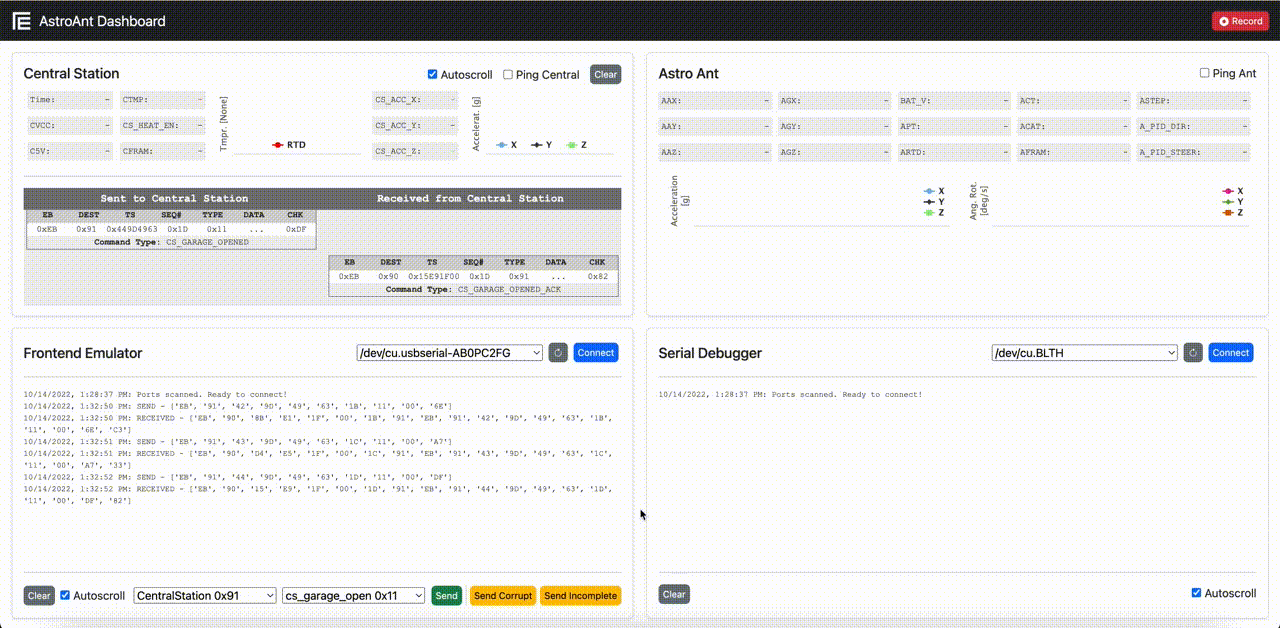 AstroAnt Dashboard
Record
Central Station
Autoscroll
Ping Central
Clear
Time: -
CTMP: -
CVCC: -
CS_HEAT_EN: -
C5V: -
CFRAM: -
Tmpr. [None]
RTD
CS_ACC_X: -
CS_ACC_Y: -
CS_ACC_Z: -
Accelerat. [g]
X Y Z
Sent to Central Station
EB DEST TS SEQ# TYPE DATA CHK
0xEB 0x91 0x449D4963 0x1D 0x11 ... 0xDF
Command Type: CS_GARAGE_OPENED
Received from Central Station
EB DEST TS SEQ# TYPE DATA CHK
0xEB 0x90 0x15E91F00 0x1D 0x91 ... 0x82
Command Type: CS_GARAGE_OPENED_ACK
Astro Ant
Ping Ant
AAX: - AGX: - BAT_V: - ACT: - ASTEP: -
AAY: - AGY: - APT: - ACAT: - A_PID_DIR: -
AAZ: - AGZ: - ARTD: - AFRAM: - A_PID_STEER: -
Acceleration
[g]
X
Y
Z
Ang. Rot.
[deg/s]
X
Y
Z
Frontend Emulator
/dev/cu.usbserial-AB0PC2FG
Connect
10/14/2022, 1:28:37 PM: Ports scanned. Ready to connect!
10/14/2022, 1:32:50 PM: SEND - ['EB', '91', '42', '9D', '49', '63', '1B', '11', '00', '6E']
10/14/2022, 1:32:50 PM: RECEIVED - ['EB', '90', '8B', 'E1', '1F', '00', '1B', '91', 'EB', '91', '42', '9D', '49', '63', '1B',
'11', '00', '6E', 'C3']
10/14/2022, 1:32:51 PM: SEND - ['EB', '91', '43', '9D', '49', '63', '1C', '11', '00', 'A7']
10/14/2022, 1:32:51 PM: RECEIVED - ['EB', '90', 'D4', 'E5', '1F', '00', '1C', '91', 'EB', '91', '43', '9D', '49', '63', '1C',
'11', '00', 'A7', '33']
10/14/2022, 1:32:52 PM: SEND - ['EB', '91', '44', '9D', '49', '63', '1D', '11', '00', 'DF']
10/14/2022, 1:32:52 PM: RECEIVED - ['EB', '90', '15', 'E9', '1F', '00', '1D', '91', 'EB', '91', '44', '9D', '49', '63', '1D',
'11', '00', 'DF', '82']
Clear
Autoscroll
CentralStation 0x91
cs_garage_open 0x11
Send
Send Corrupt
Send Incomplete
Serial Debugger
/dev/cu.BLTH
Connect
10/14/2022, 1:28:37 PM: Ports scanned. Ready to connect!
Clear
Autoscroll